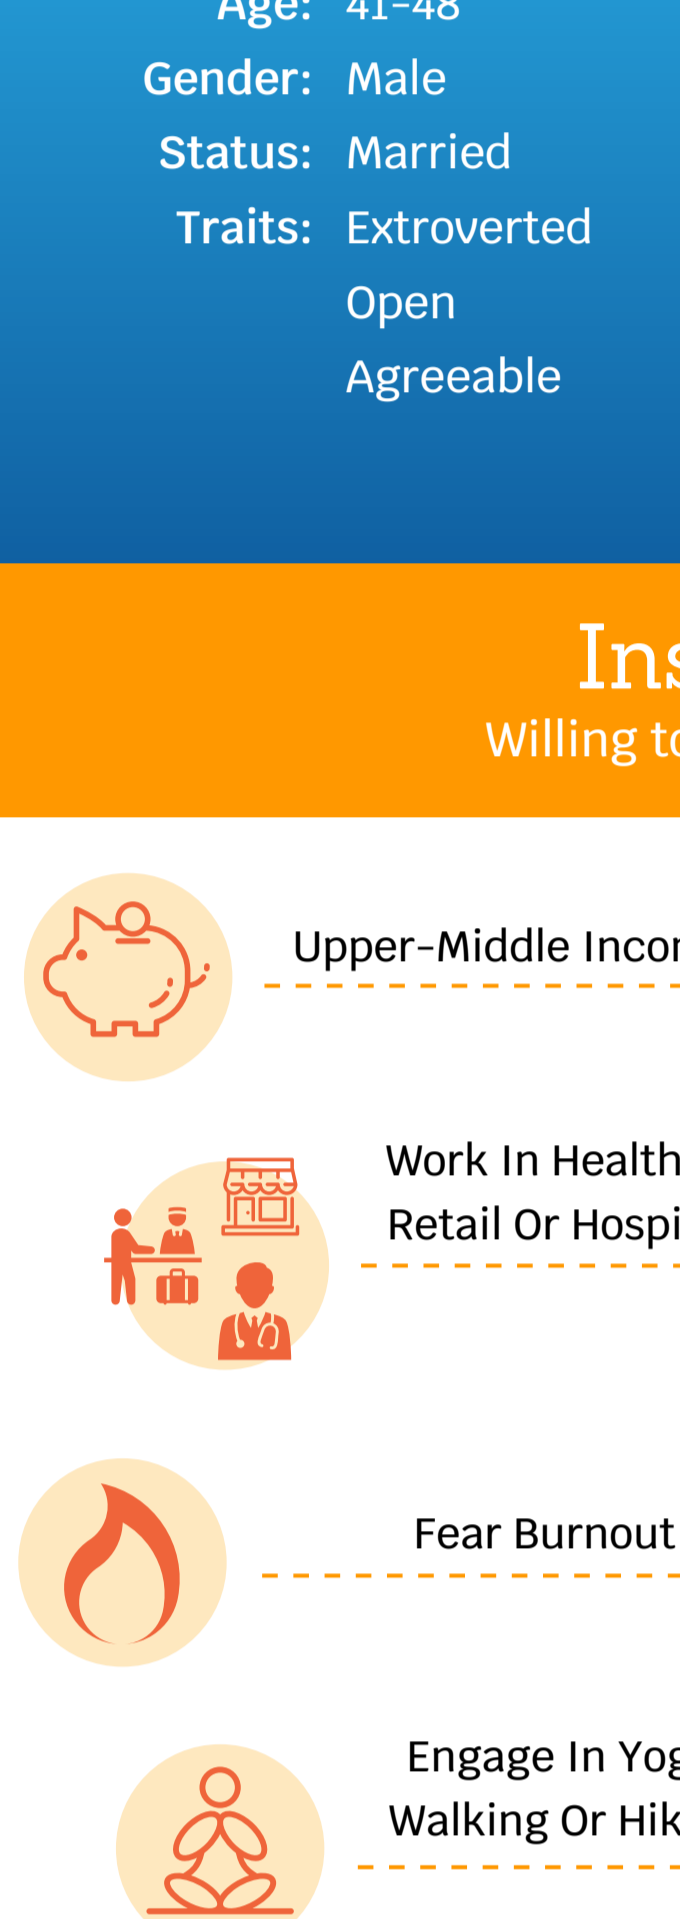 Age: 41-48
Gender: Male
Status: Married
Traits: Extroverted
Open
Agreeable
Ins
Willing to
Upper-Middle Incom
Work In Health
Retail Or Hospi
Fear Burnout
Engage In Yog
Walking Or Hik